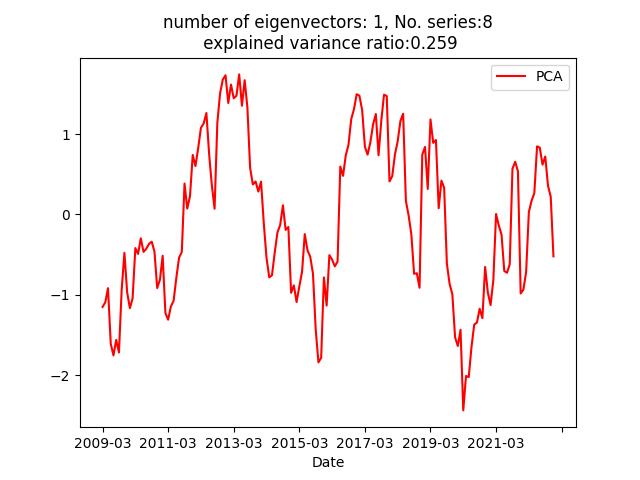 number of eigenvectors: 1, No. series:8
explained variance ratio:0.259
PCA
1
0
−1
−2
2009-03 2011-03 2013-03 2015-03 2017-03 2019-03 2021-03
Date